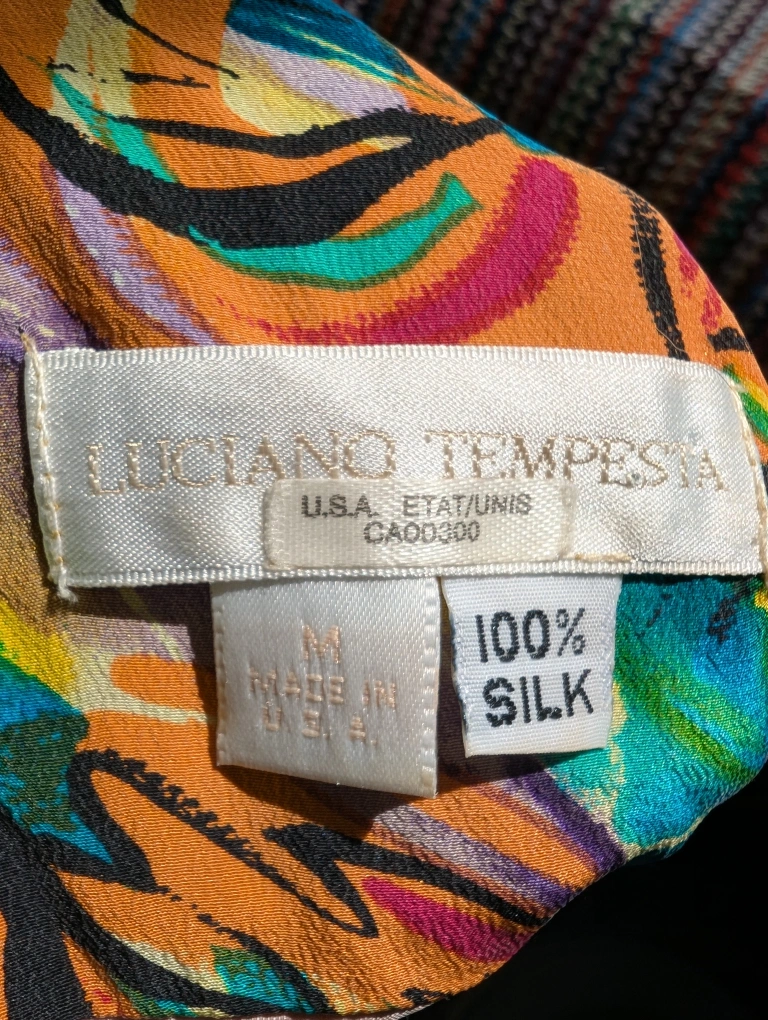 LUCIANO TEMPESTA
U.S.A. ETAT/UNIS
CA00300
M
MADE IN
U.S.A.
100%
SILK